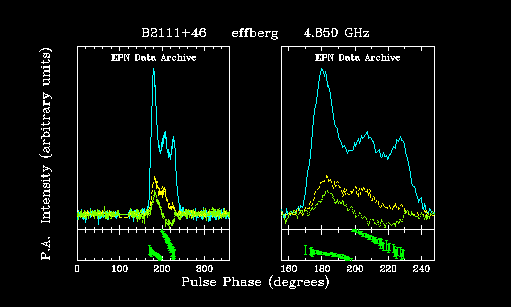 B2111+46 effberg 4.850 GHz
EPN Data Archive EPN Data Archive
P.A. Intensity (arbitrary units)
0 100 200 300 160 180 200 220 240
Pulse Phase (degrees)